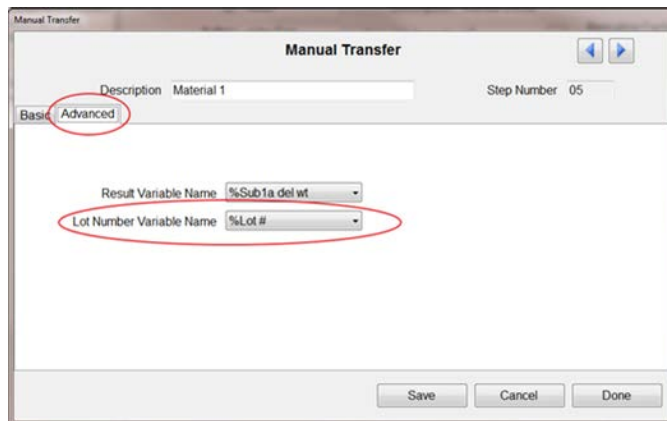 Manual Transfer
Manual Transfer
Description Material 1 Step Number 05
Basic Advanced
Result Variable Name %Sub1a del wt
Lot Number Variable Name %Lot #
Save Cancel Done